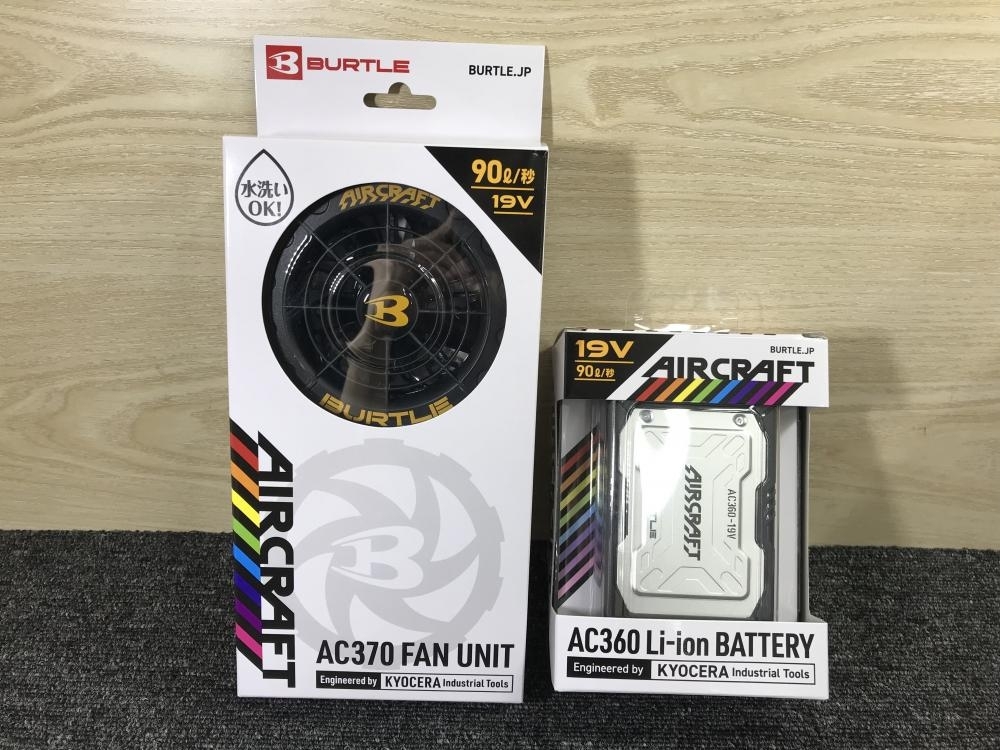 B BURTLE
BURTLE.JP
水洗い
OK!
90ℓ/秒
19V
AIRCRAFT
B
BURTLE
AIRCRAFT
B
AC370 FAN UNIT
Engineered by KYOCERA Industrial Tools
19V
90ℓ/秒
BURTLE.JP
AIRCRAFT
AIRCRAFT
AC360-19V
AC360 Li-ion BATTERY
Engineered by KYOCERA Industrial Tools